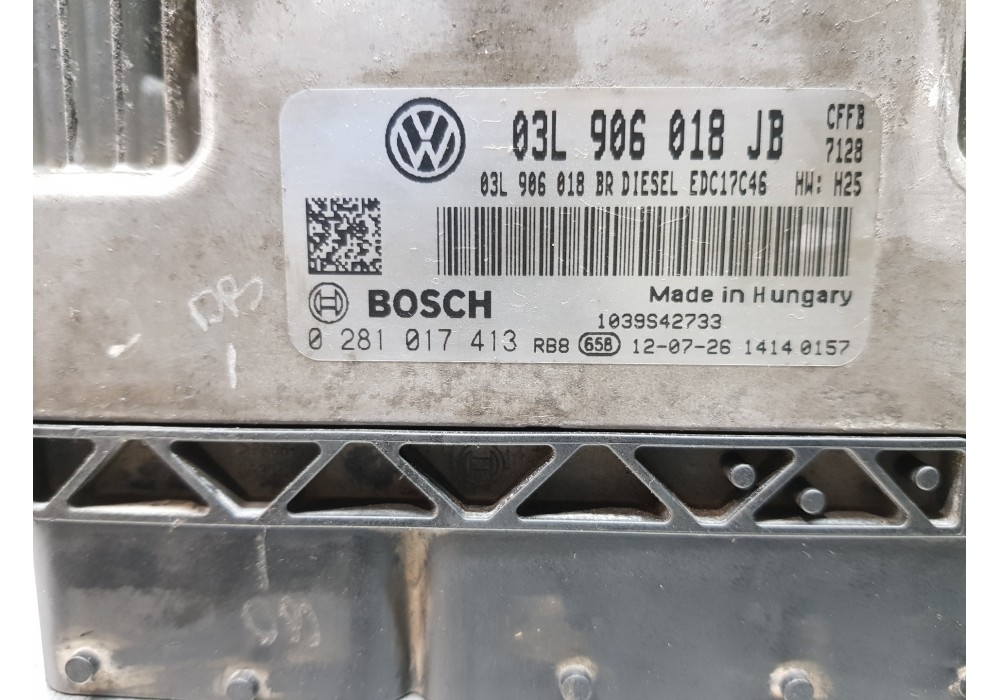 03L 906 018 JB CFFB
7128
03L 906 018 BR DIESEL EDC17C46 HW: H25
BOSCH Made in Hungary
1039S42733
0 281 017 413 RB8 658 12-07-26 1414 0157